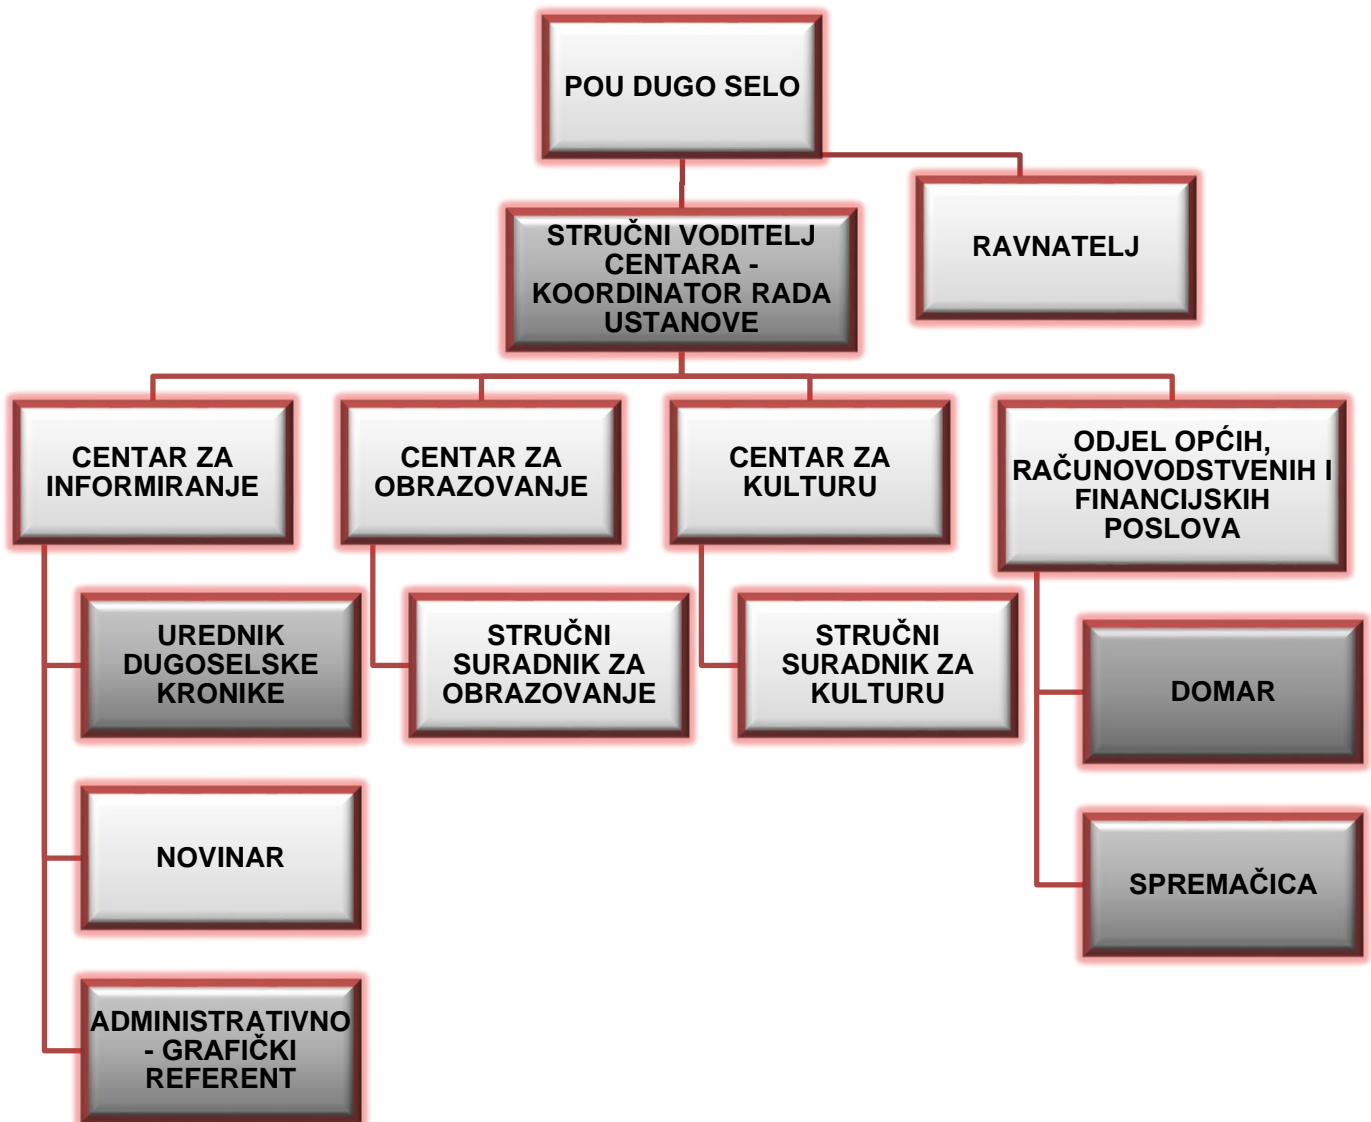 POU DUGO SELO
RAVNATELJ
STRUČNI VODITELJ
CENTARA -
KOORDINATOR RADA
USTANOVE
CENTAR ZA
INFORMIRANJE
CENTAR ZA
OBRAZOVANJE
CENTAR ZA
KULTURU
ODJEL OPĆIH,
RAČUNOVODSTVENIH I
FINANCIJSKIH
POSLOVA
UREDNIK
DUGOSELSKE
KRONIKE
STRUČNI
SURADNIK ZA
OBRAZOVANJE
STRUČNI
SURADNIK ZA
KULTURU
DOMAR
NOVINAR
SPREMAČICA
ADMINISTRATIVNO
- GRAFIČKI
REFERENT